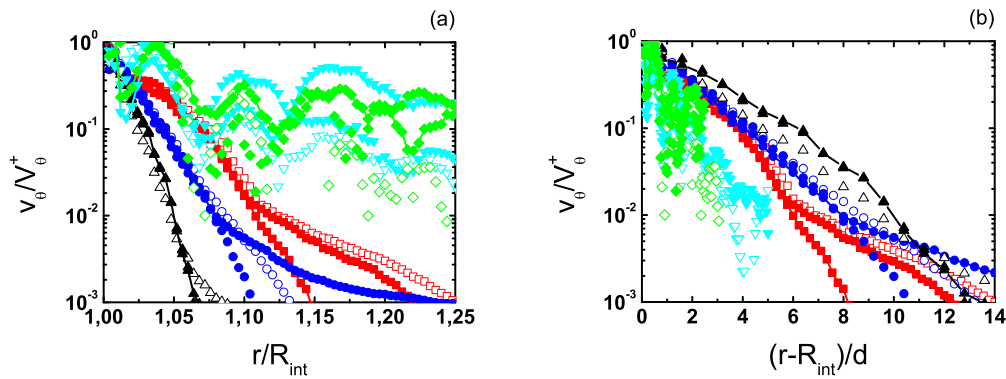 (a)
(b)
10⁰
10⁻¹
10⁻²
10⁻³
v_θ/V⁺_θ
1,00 1,05 1,10 1,15 1,20 1,25
r/R_int
10⁰
10⁻¹
10⁻²
10⁻³
v_θ/V⁺_θ
0 2 4 6 8 10 12 14
(r-R_int)/d